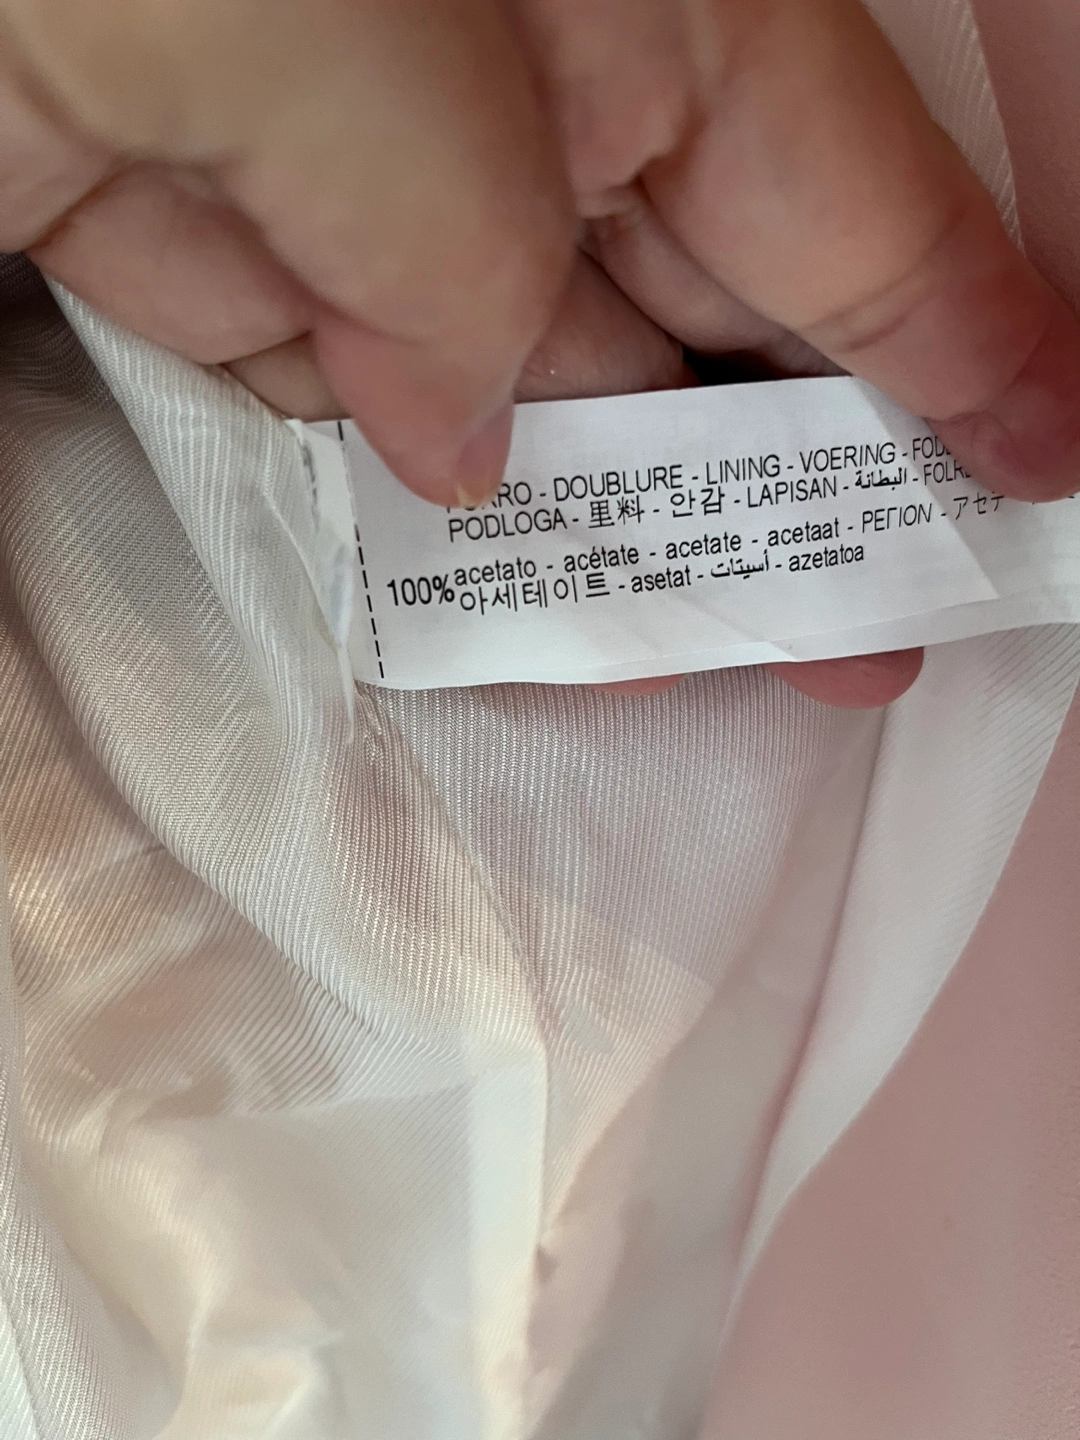 DOUBLURE - LINING - VOERING -
PODLOGA - 里料 - 안감 - LAPISAN - البطانة -
100% acetato - acétate - acetate - acetaat - РЕГІОN -
아세테이트 - asetat - أسيتات - azetatoa